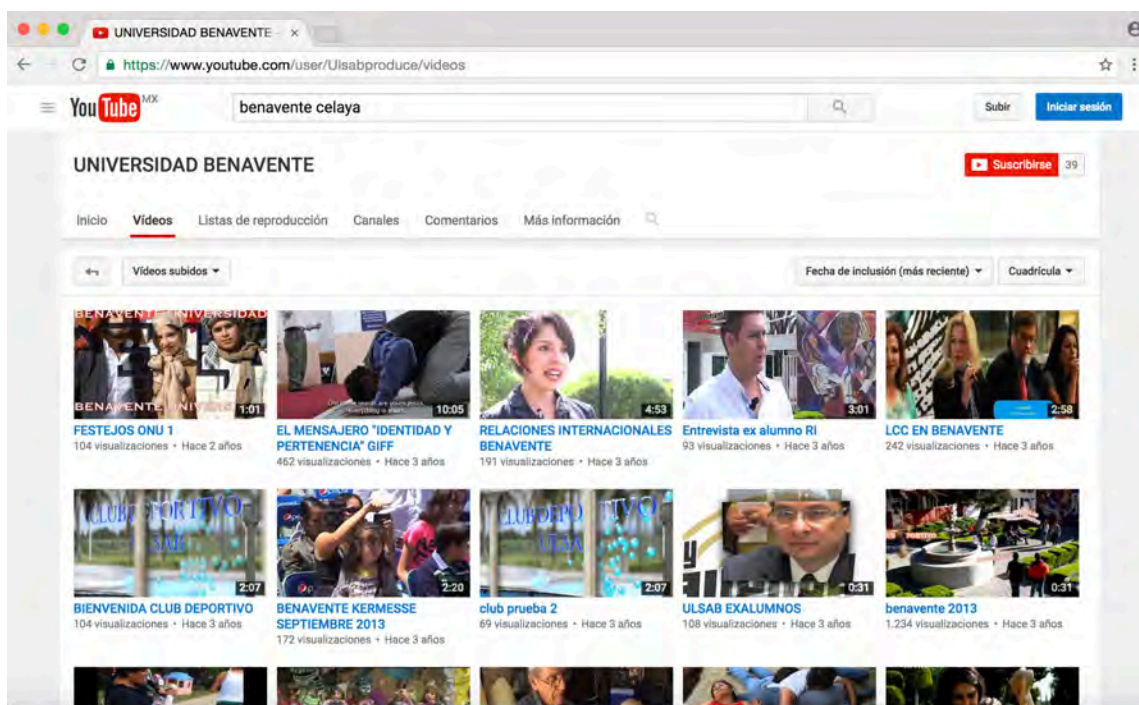 UNIVERSIDAD BENAVENTE -
https://www.youtube.com/user/Ulsabproduce/videos
YouTube MX
benavente celaya
Subir
Iniciar sesión
UNIVERSIDAD BENAVENTE
Suscribirse 39
Inicio Vídeos Listas de reproducción Canales Comentarios Más información
Vídeos subidos
Fecha de inclusión (más reciente)
Cuadrícula
BENAVENTE UNIVERSIDAD
1:01
10:05
4:53
3:01
2:58
FESTEJOS ONU 1
104 visualizaciones • Hace 2 años
EL MENSAJERO "IDENTIDAD Y
PERTENENCIA" GIFF
462 visualizaciones • Hace 3 años
RELACIONES INTERNACIONALES
BENAVENTE
191 visualizaciones • Hace 3 años
Entrevista ex alumno RI
93 visualizaciones • Hace 3 años
LCC EN BENAVENTE
242 visualizaciones • Hace 3 años
2:07
2:20
2:07
0:31
0:31
BIENVENIDA CLUB DEPORTIVO
104 visualizaciones • Hace 3 años
BENAVENTE KERMESSE
SEPTIEMBRE 2013
172 visualizaciones • Hace 3 años
club prueba 2
69 visualizaciones • Hace 3 años
ULSAB EXALUMNOS
108 visualizaciones • Hace 3 años
benavente 2013
1.234 visualizaciones • Hace 3 años